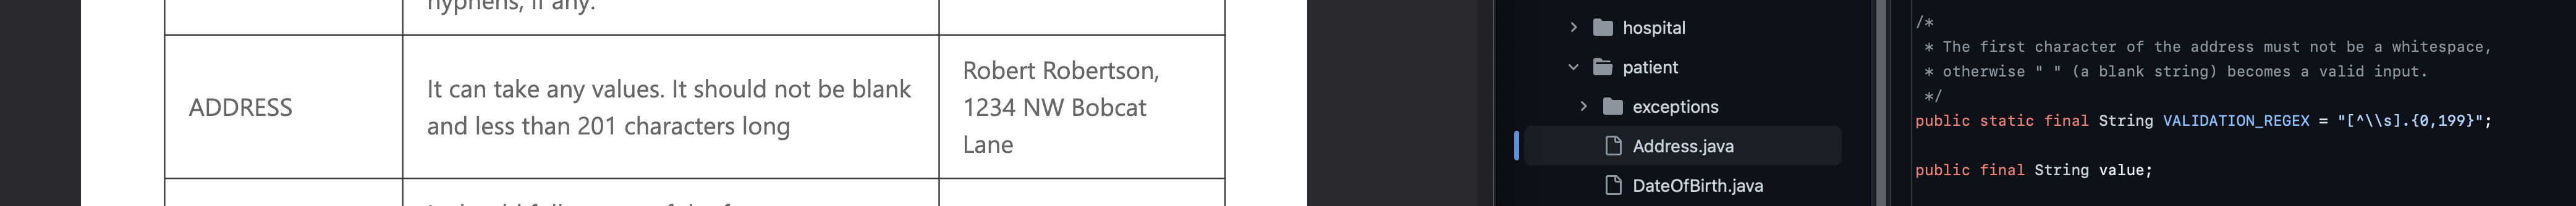 hyphens, if any.
ADDRESS
It can take any values. It should not be blank
and less than 201 characters long
Robert Robertson,
1234 NW Bobcat
Lane
hospital
patient
exceptions
Address.java
DateOfBirth.java
/*
* The first character of the address must not be a whitespace,
* otherwise " " (a blank string) becomes a valid input.
*/
public static final String VALIDATION_REGEX = "[^\\s].{0,199}";
public final String value;